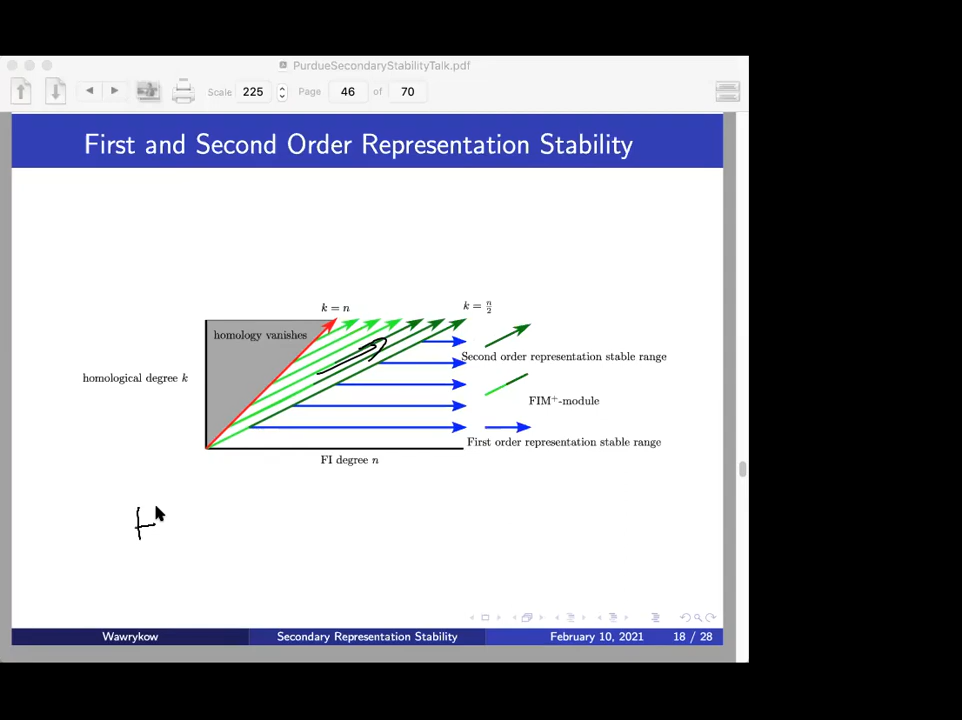 PurdueSecondaryStabilityTalk.pdf
Scale 225 Page 46 of 70
First and Second Order Representation Stability
k = n
k = n/2
homology vanishes
Second order representation stable range
homological degree k
FIM⁺-module
First order representation stable range
FI degree n
Wawrykow Secondary Representation Stability February 10, 2021 18 / 28